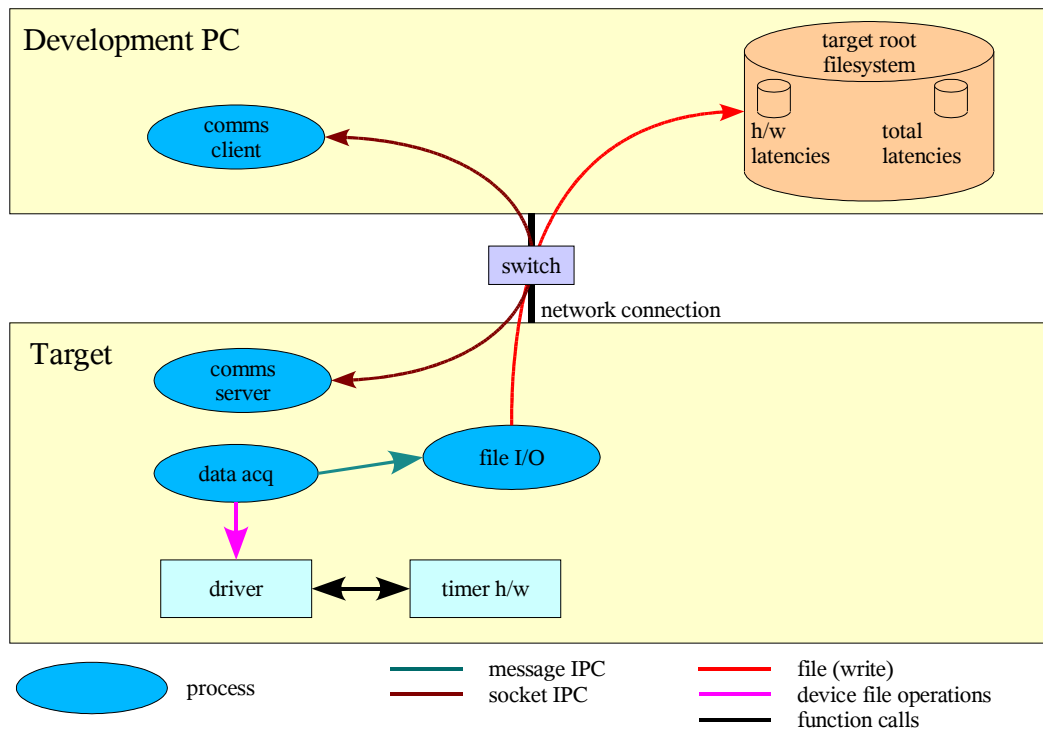 Development PC
target root
filesystem
comms
client
h/w
latencies
total
latencies
switch
network connection
Target
comms
server
data acq
file I/O
driver
timer h/w
process
message IPC
socket IPC
file (write)
device file operations
function calls